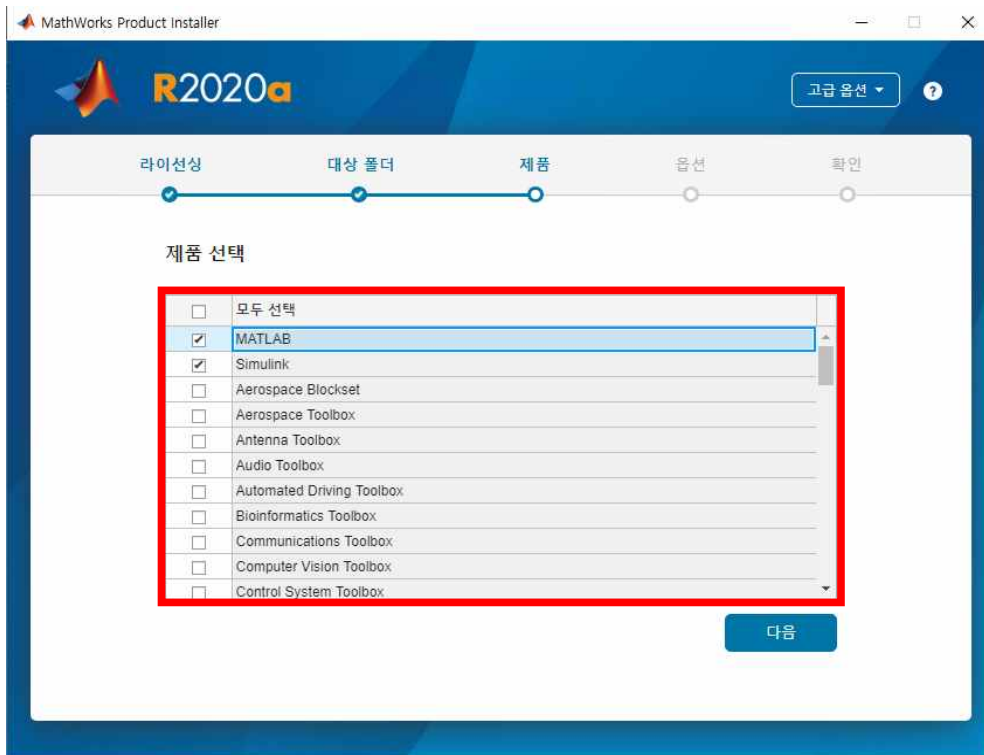 MathWorks Product Installer
R2020a
고급 옵션
?
라이선싱 대상 폴더 제품 옵션 확인
제품 선택
모두 선택
MATLAB
Simulink
Aerospace Blockset
Aerospace Toolbox
Antenna Toolbox
Audio Toolbox
Automated Driving Toolbox
Bioinformatics Toolbox
Communications Toolbox
Computer Vision Toolbox
Control System Toolbox
다음